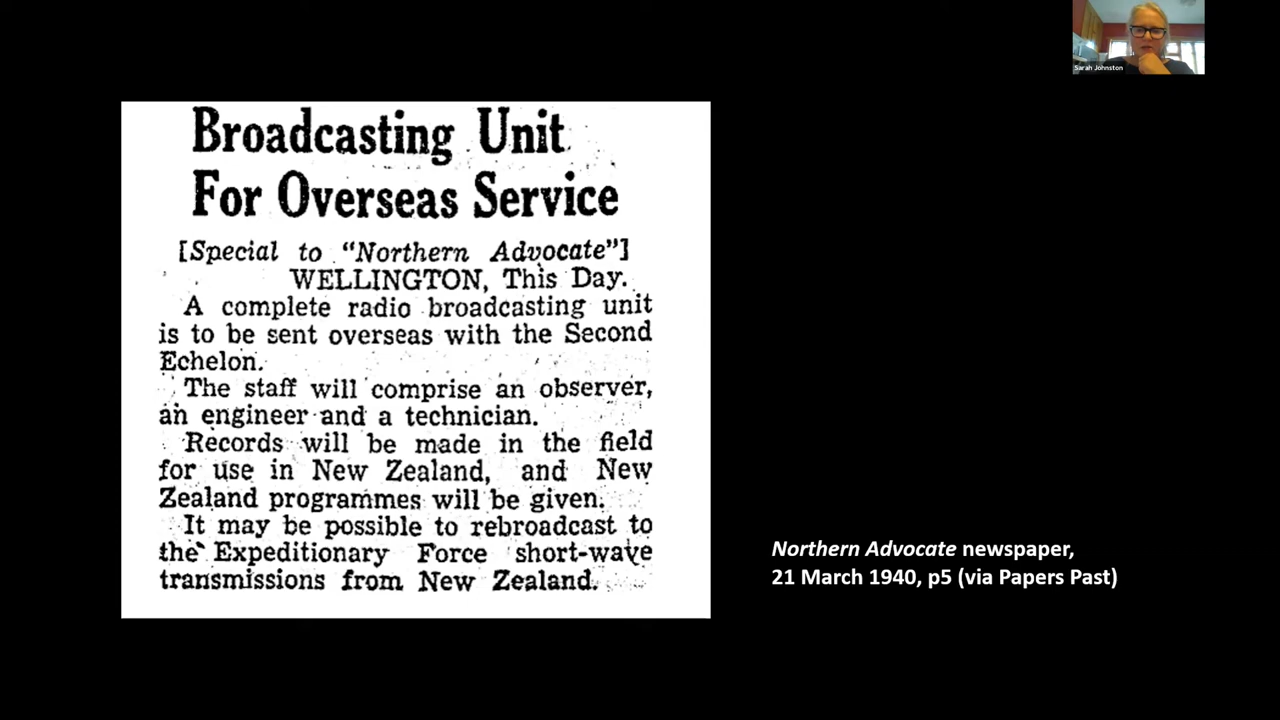 Sarah Johnston
Broadcasting Unit
For Overseas Service
[Special to "Northern Advocate"]
WELLINGTON, This Day.
A complete radio broadcasting unit
is to be sent overseas with the Second
Echelon.
The staff will comprise an observer,
an engineer and a technician.
Records will be made in the field
for use in New Zealand, and New
Zealand programmes will be given.
It may be possible to rebroadcast to
the Expeditionary Force short-wave
transmissions from New Zealand.
Northern Advocate newspaper,
21 March 1940, p5 (via Papers Past)